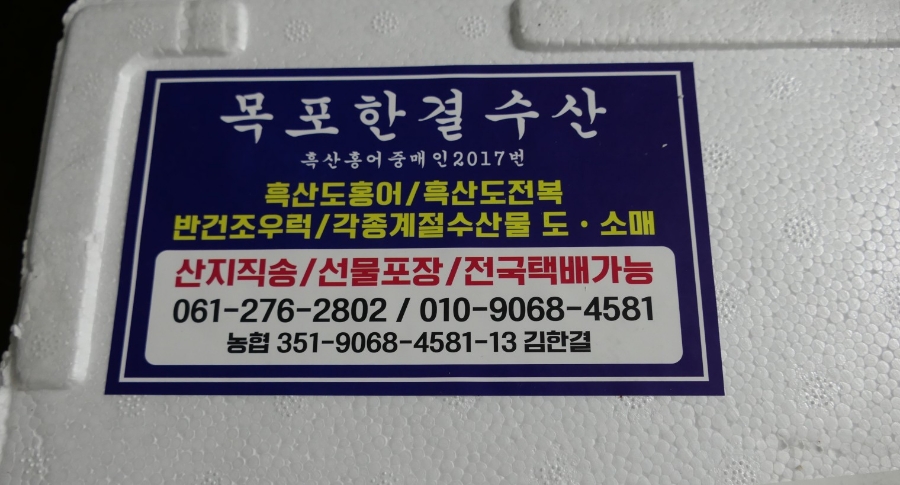 목포한결수산
흑산홍어중매인2017번
흑산도홍어/흑산도전복
반건조우럭/각종계절수산물 도·소매
산지직송/선물포장/전국택배가능
061-276-2802 / 010-9068-4581
농협 351-9068-4581-13 김한결